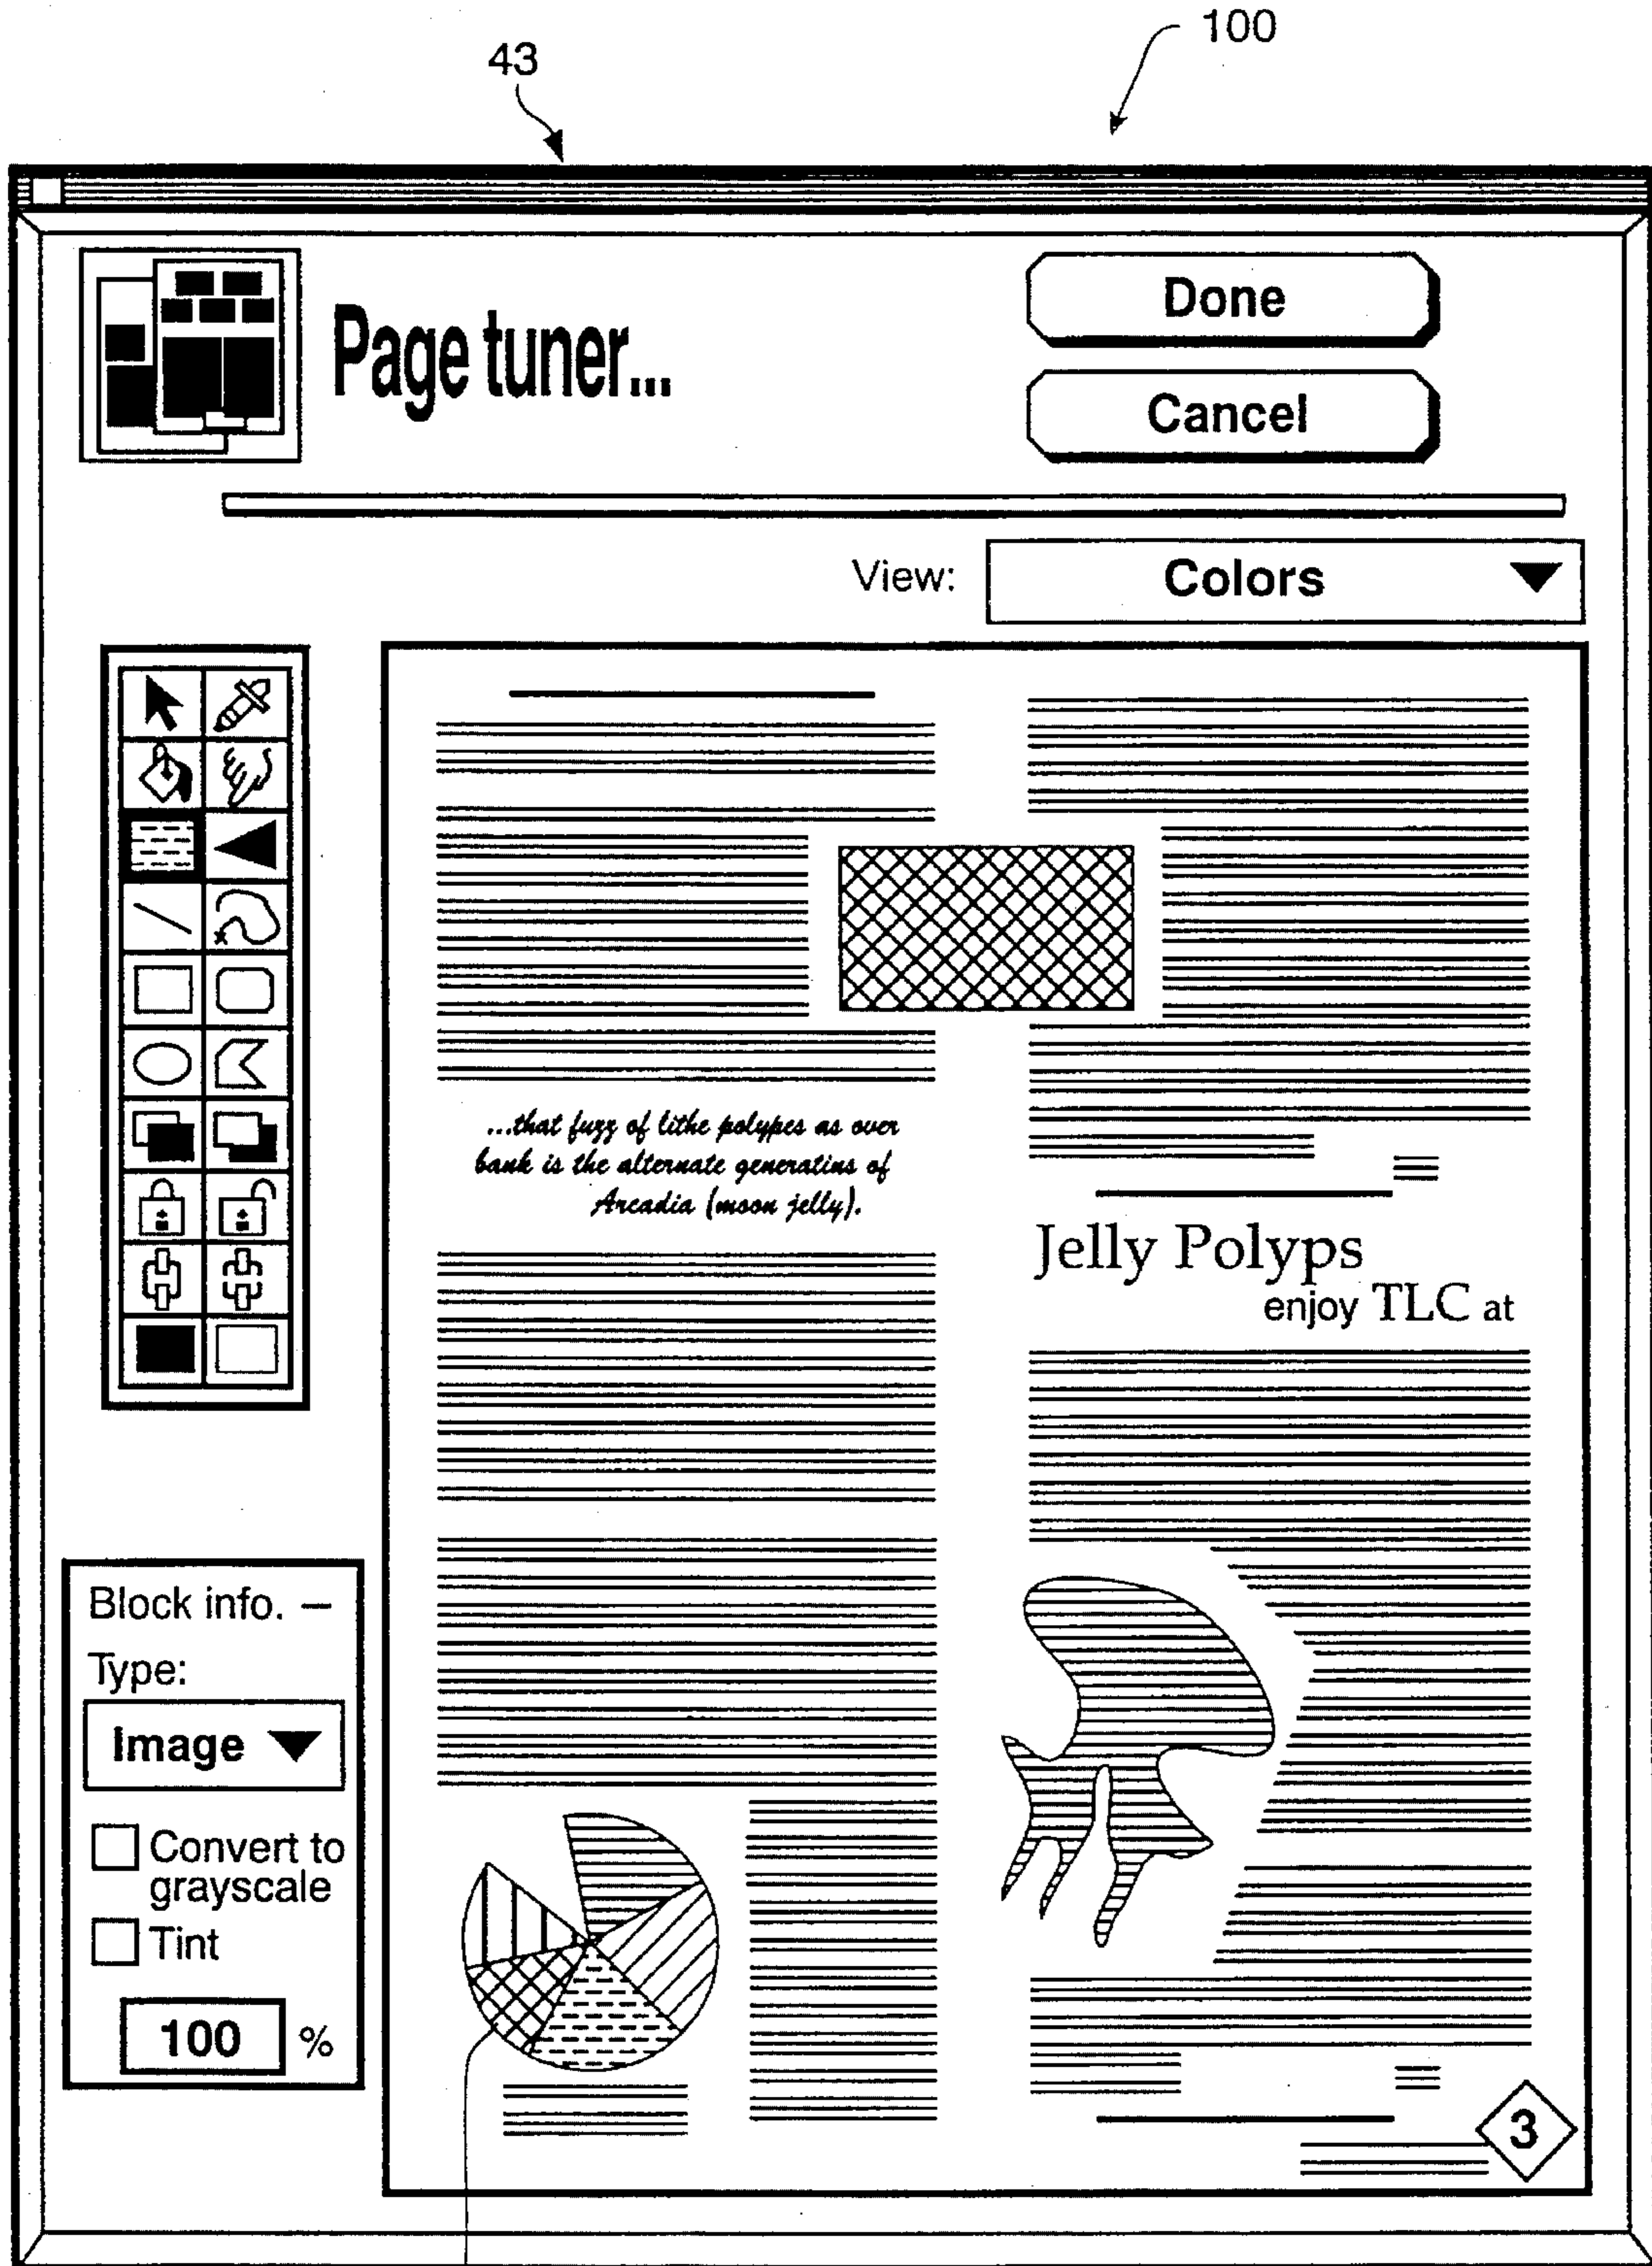 100
43
Page tuner...
Done
Cancel
View:
Colors
...that fuzz of lithe polypes as over
bank is the alternate generatins of
Arcadia (moon jelly).
Jelly Polyps
enjoy TLC at
Block info. –
Type:
Image
Convert to
grayscale
Tint
100 %
3